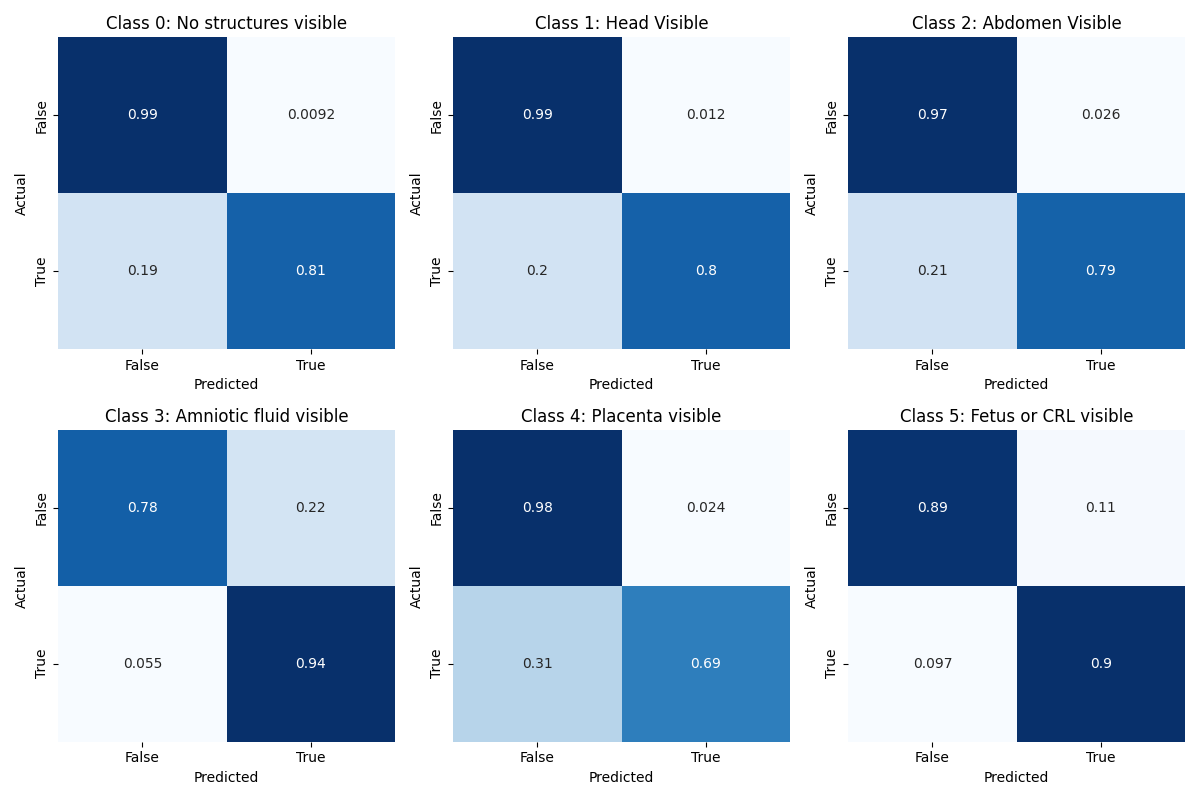 Class 0: No structures visible
False
0.99
0.0092
Actual
True
0.19
0.81
False
True
Predicted
Class 1: Head Visible
False
0.99
0.012
Actual
True
0.2
0.8
False
True
Predicted
Class 2: Abdomen Visible
False
0.97
0.026
Actual
True
0.21
0.79
False
True
Predicted
Class 3: Amniotic fluid visible
False
0.78
0.22
Actual
True
0.055
0.94
False
True
Predicted
Class 4: Placenta visible
False
0.98
0.024
Actual
True
0.31
0.69
False
True
Predicted
Class 5: Fetus or CRL visible
False
0.89
0.11
Actual
True
0.097
0.9
False
True
Predicted